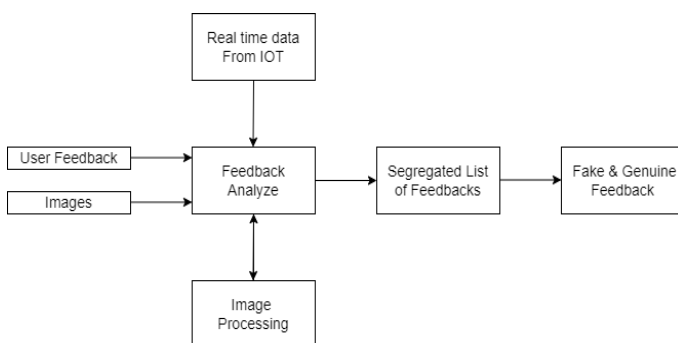 Real time data
From IOT
User Feedback
Images
Feedback
Analyze
Segregated List
of Feedbacks
Fake & Genuine
Feedback
Image
Processing